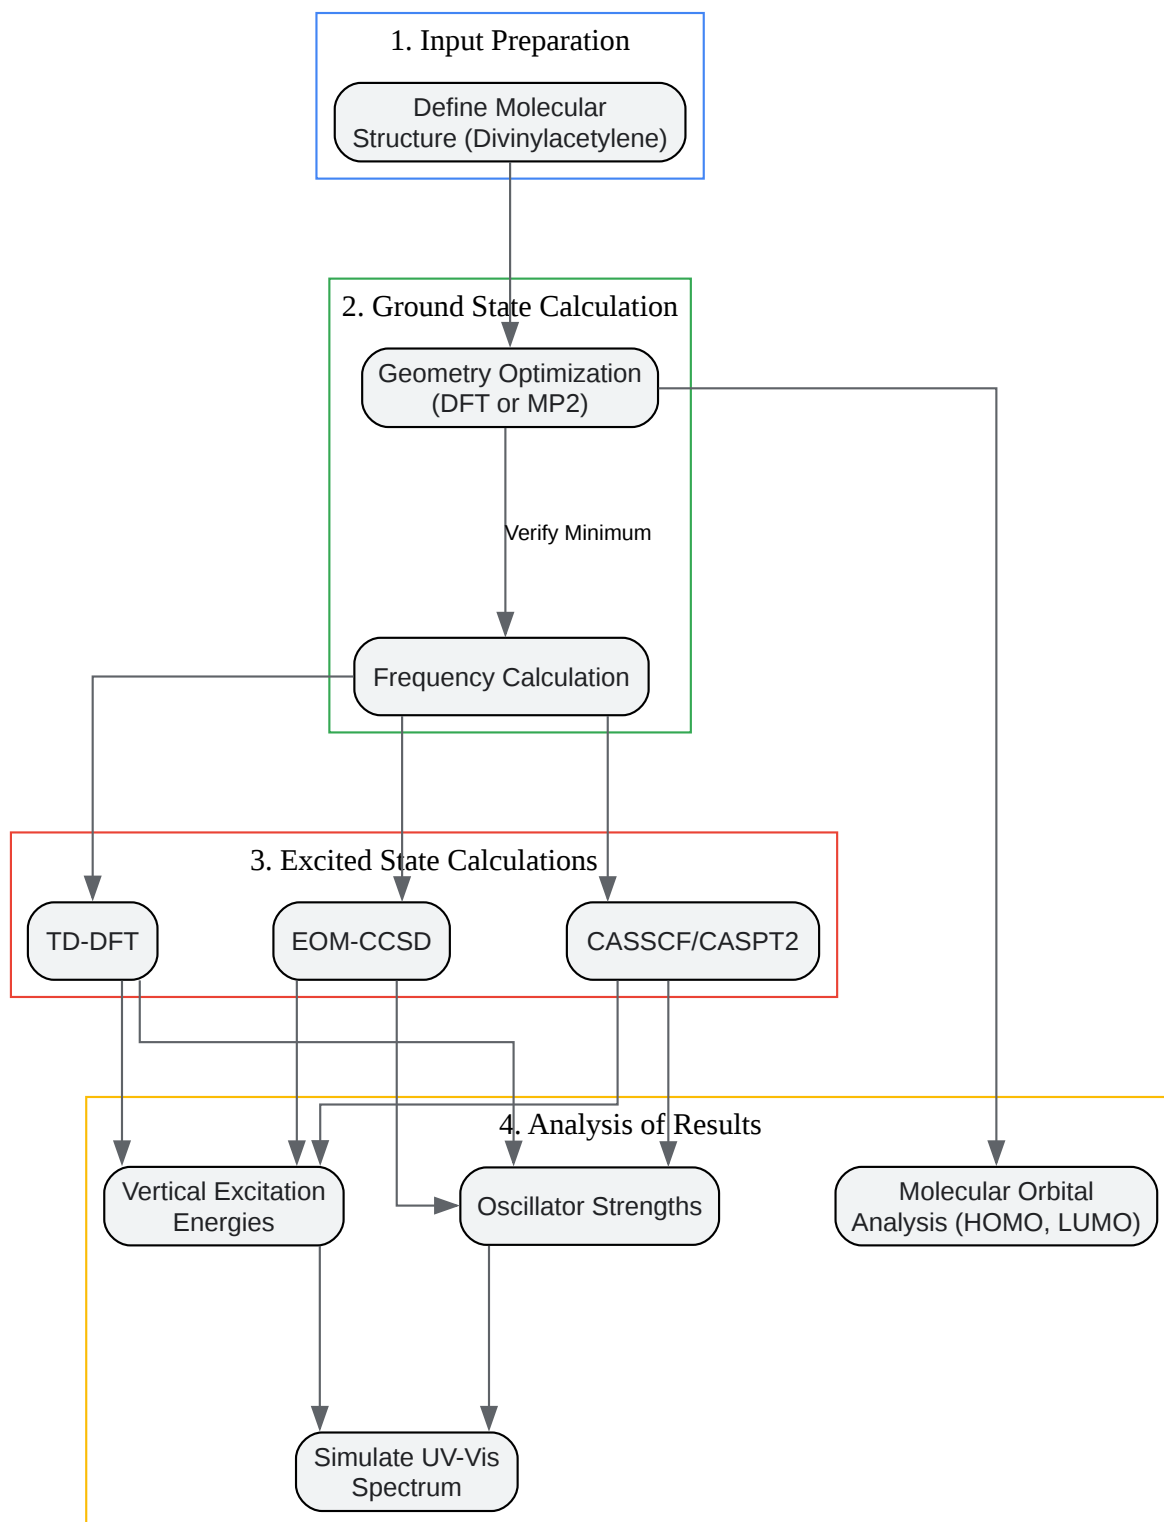 1. Input Preparation
Define Molecular
Structure (Divinylacetylene)
2. Ground State Calculation
Geometry Optimization
(DFT or MP2)
Verify Minimum
Frequency Calculation
3. Excited State Calculations
TD-DFT
EOM-CCSD
CASSCF/CASPT2
4. Analysis of Results
Vertical Excitation
Energies
Oscillator Strengths
Molecular Orbital
Analysis (HOMO, LUMO)
Simulate UV-Vis
Spectrum